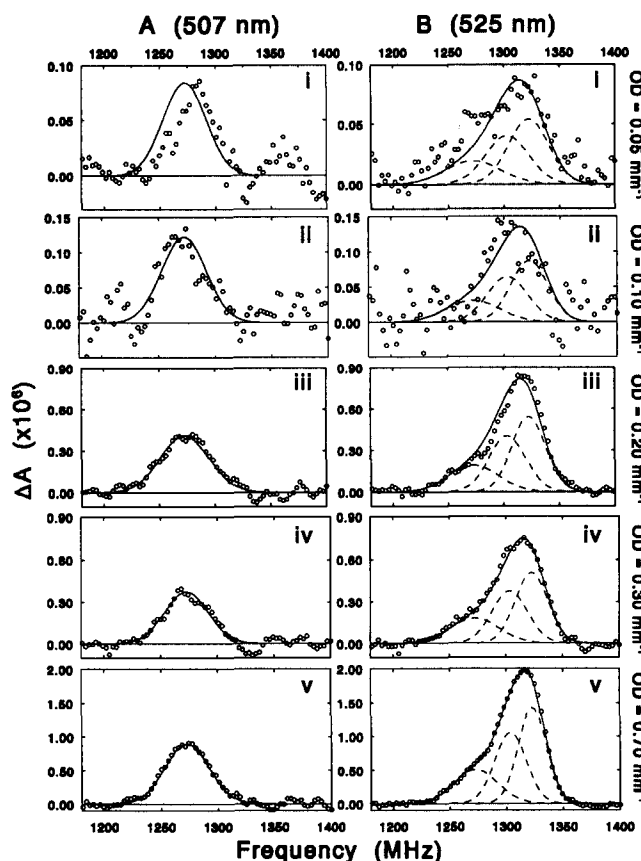 A (507 nm) B (525 nm)
1200 1250 1300 1350 1400 1200 1250 1300 1350 1400
0.10 0.05 0.00 i
0.10 0.05 0.00 i
OD = 0.06 mm⁻¹
0.15 0.10 0.05 0.00 ii
0.15 0.10 0.05 0.00 ii
OD = 0.10 mm⁻¹
0.90 0.60 0.30 0.00 iii
0.90 0.60 0.30 0.00 iii
OD = 0.20 mm⁻¹
0.90 0.60 0.30 0.00 iv
0.90 0.60 0.30 0.00 iv
OD = 0.30 mm⁻¹
2.00 1.50 1.00 0.50 0.00 v
2.00 1.50 1.00 0.50 0.00 v
OD = 0.70 mm⁻¹
ΔA (x10⁶)
1200 1250 1300 1350 1400 1200 1250 1300 1350 1400
Frequency (MHz)